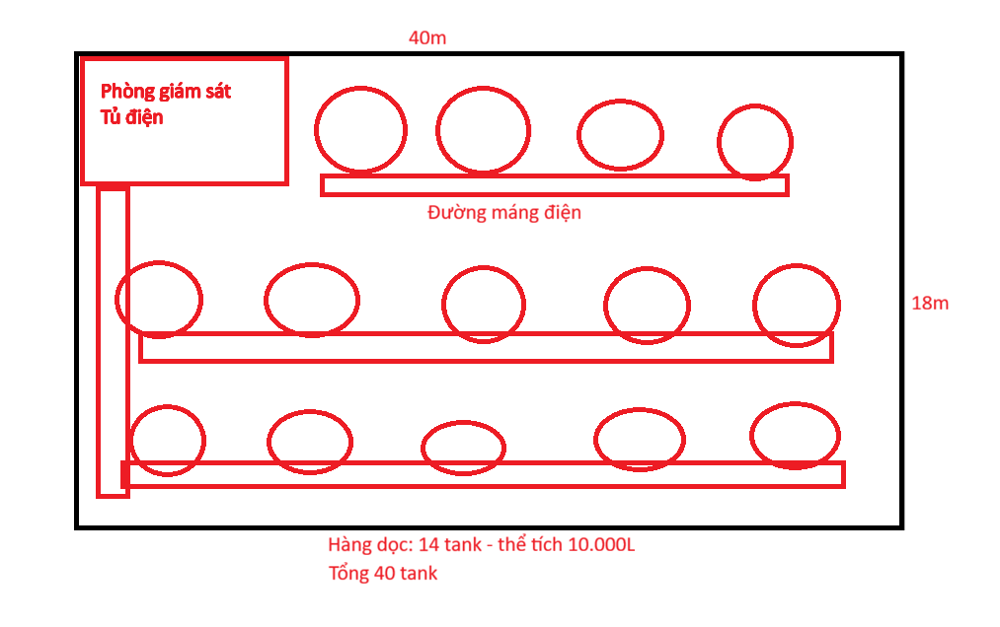 40m
Phòng giám sát
Tủ điện
Đường máng điện
18m
Hàng dọc: 14 tank - thể tích 10.000L
Tổng 40 tank